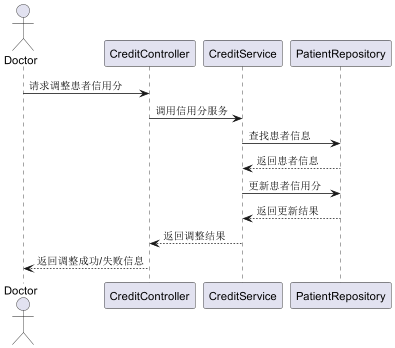 Doctor
CreditController
CreditService
PatientRepository
请求调整患者信用分
调用信用分服务
查找患者信息
返回患者信息
更新患者信用分
返回更新结果
返回调整结果
返回调整成功/失败信息
Doctor
CreditController
CreditService
PatientRepository